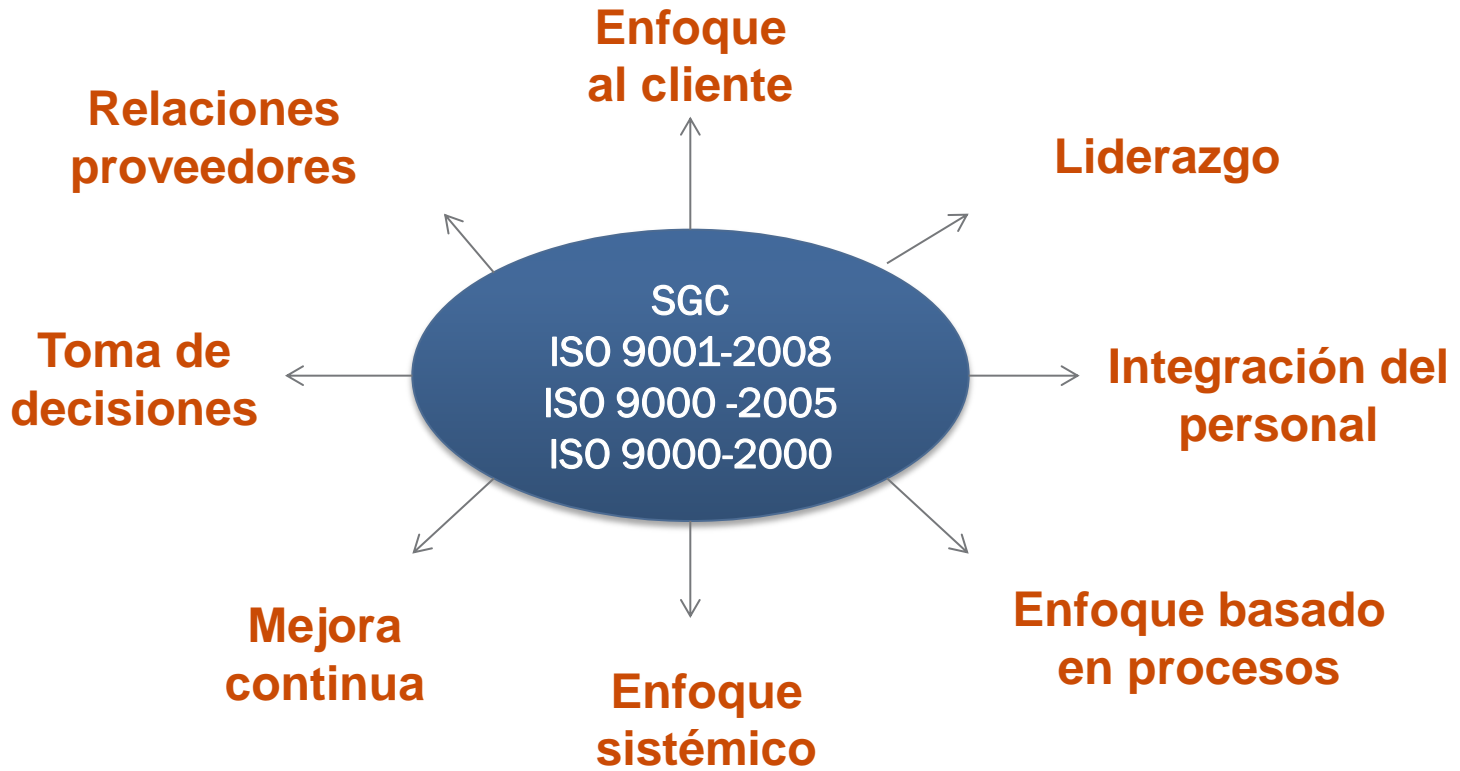 Enfoque
al cliente
Relaciones
proveedores
Liderazgo
SGC
ISO 9001-2008
ISO 9000 -2005
ISO 9000-2000
Toma de
decisiones
Integración del
personal
Mejora
continua
Enfoque basado
en procesos
Enfoque
sistémico